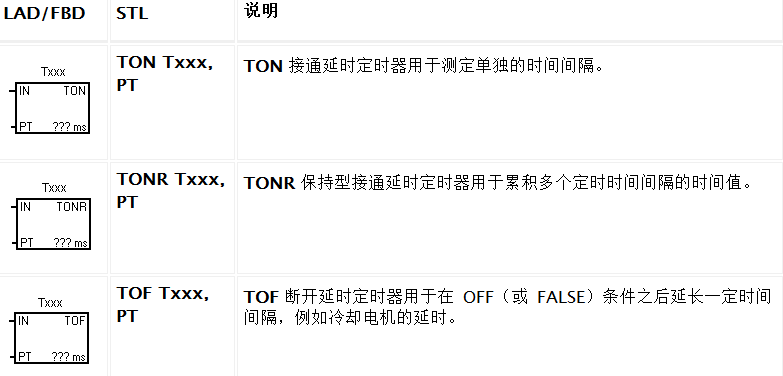 LAD/FBD STL 说明
Txxx
IN TON
PT ??? ms
TON Txxx,
PT
TON 接通延时定时器用于测定单独的时间间隔。
Txxx
IN TONR
PT ??? ms
TONR Txxx,
PT
TONR 保持型接通延时定时器用于累积多个定时时间间隔的时间值。
Txxx
IN TOF
PT ??? ms
TOF Txxx,
PT
TOF 断开延时定时器用于在 OFF（或 FALSE）条件之后延长一定时间
间隔，例如冷却电机的延时。